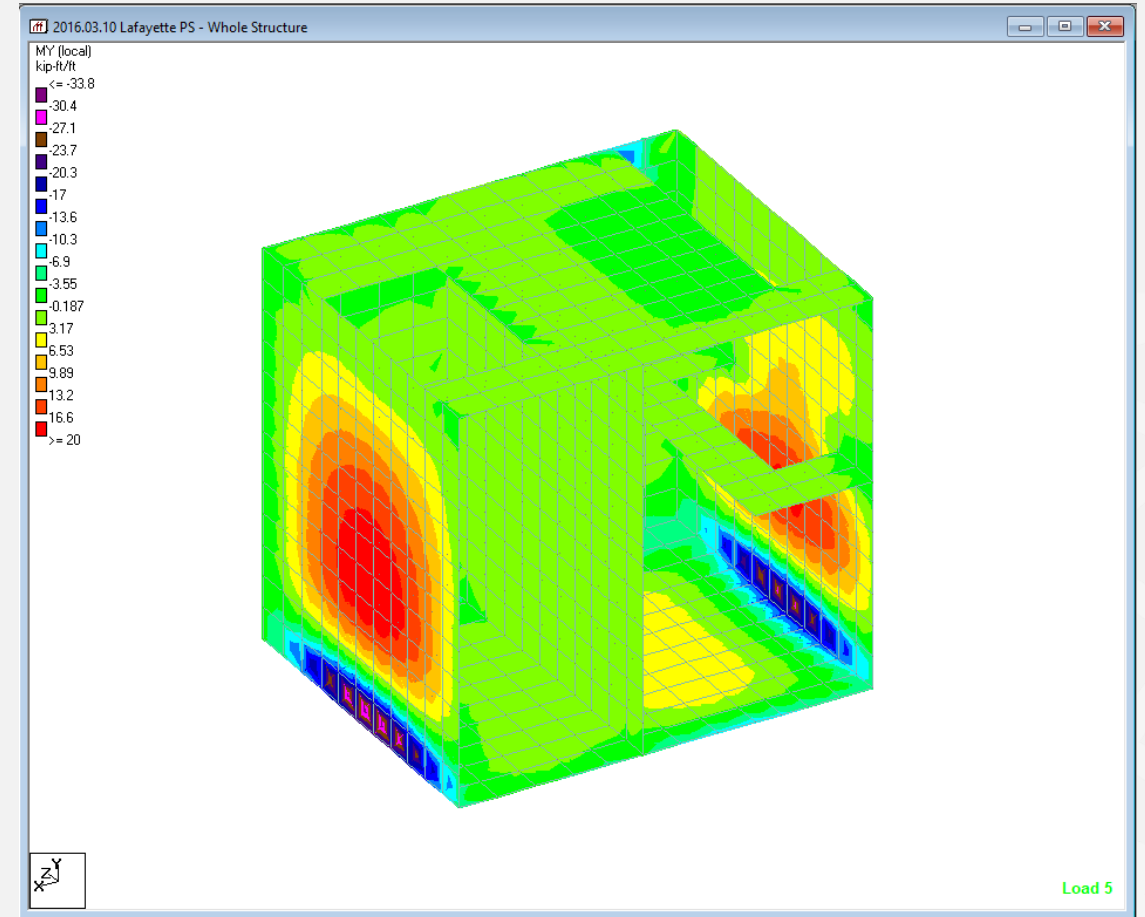 2016.03.10 Lafayette PS - Whole Structure
MY (local)
kip-ft/ft
<= -33.8
-30.4
-27.1
-23.7
-20.3
-17
-13.6
-10.3
-6.9
-3.55
-0.187
3.17
6.53
9.89
13.2
16.6
>= 20
Y
Z
X
Load 5